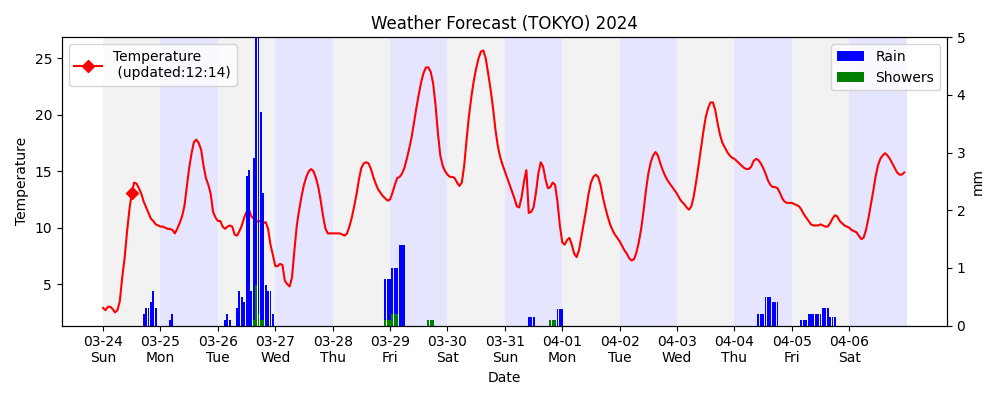 Weather Forecast (TOKYO) 2024
Temperature
(updated:12:14)
Rain
Showers
Temperature
25
20
15
10
5
5
4
3
2
1
0
mm
03-24 03-25 03-26 03-27 03-28 03-29 03-30 03-31 04-01 04-02 04-03 04-04 04-05 04-06
Sun Mon Tue Wed Thu Fri Sat Sun Mon Tue Wed Thu Fri Sat
Date